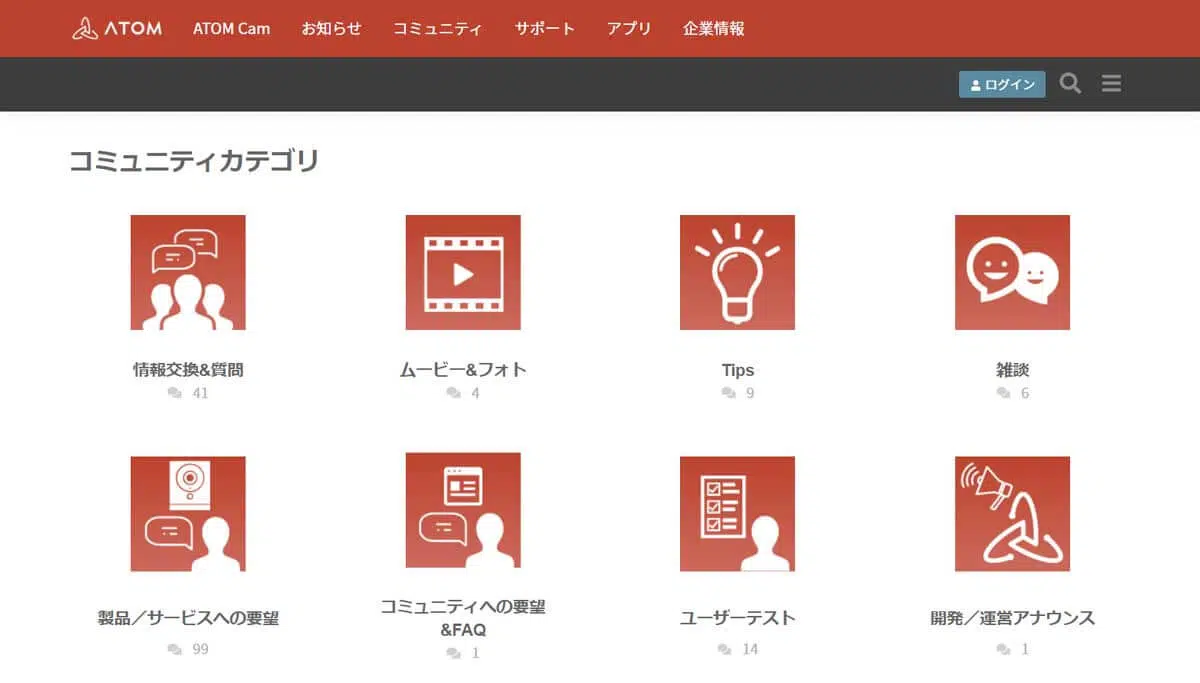 ATOM ATOM Cam お知らせ コミュニティ サポート アプリ 企業情報
ログイン
コミュニティカテゴリ
情報交換&質問 ムービー&フォト Tips 雑談
41 4 9 6
製品／サービスへの要望 コミュニティへの要望 ユーザーテスト 開発／運営アナウンス
&FAQ
99 1 14 1